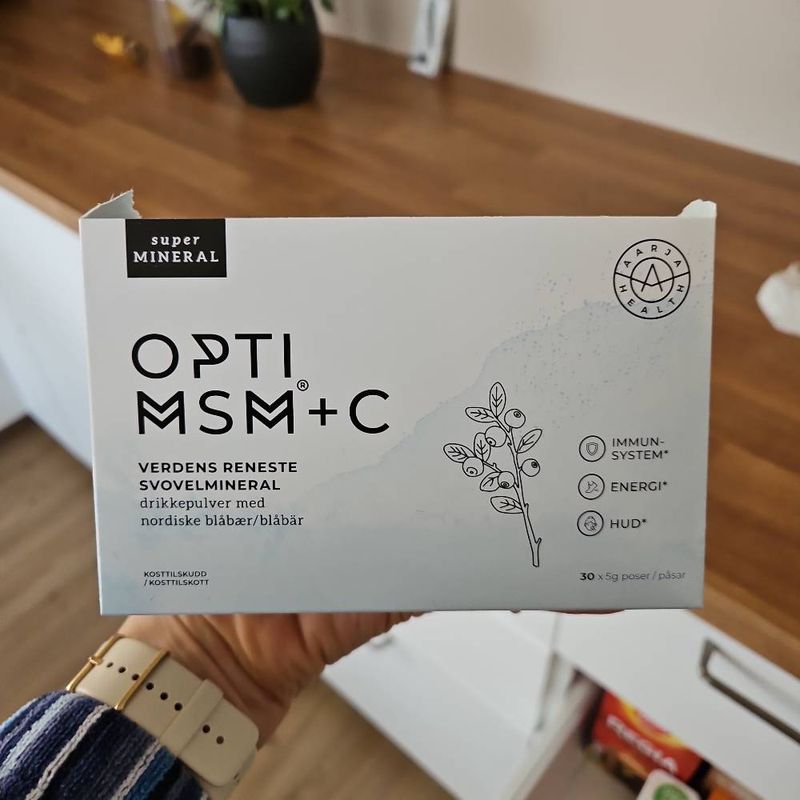 super
MINERAL
AARJA
HEALTH
OPTI
MSM®+C
VERDENS RENESTE
SVOVELMINERAL
drikkepulver med
nordiske blåbær/blåbär
KOSTTILSKUDD
/ KOSTTILSKOTT
IMMUN-
SYSTEM*
ENERGI*
HUD*
30 x 5g poser / påsar
REGIA